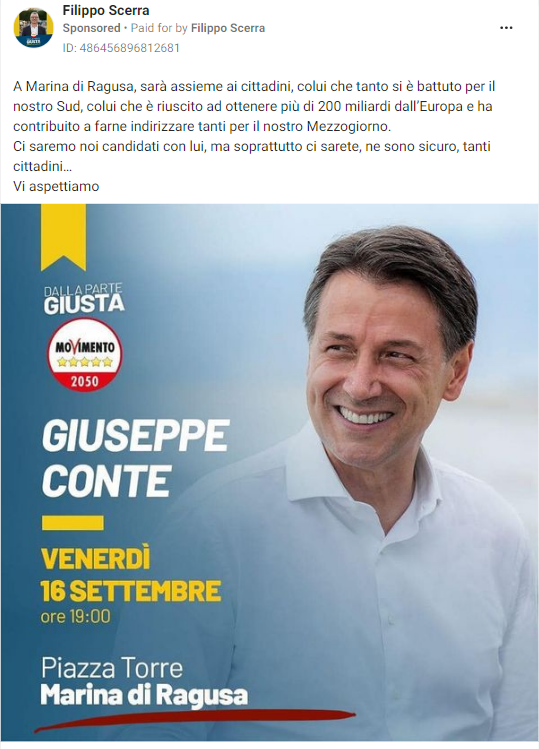 Filippo Scerra
Sponsored • Paid for by Filippo Scerra
ID: 486456896812681
A Marina di Ragusa, sarà assieme ai cittadini, colui che tanto si è battuto per il
nostro Sud, colui che è riuscito ad ottenere più di 200 miliardi dall'Europa e ha
contribuito a farne indirizzare tanti per il nostro Mezzogiorno.
Ci saremo noi candidati con lui, ma soprattutto ci sarete, ne sono sicuro, tanti
cittadini...
Vi aspettiamo
DALLA PARTE
GIUSTA
MOVIMENTO
2050
GIUSEPPE
CONTE
VENERDÌ
16 SETTEMBRE
ore 19:00
Piazza Torre
Marina di Ragusa